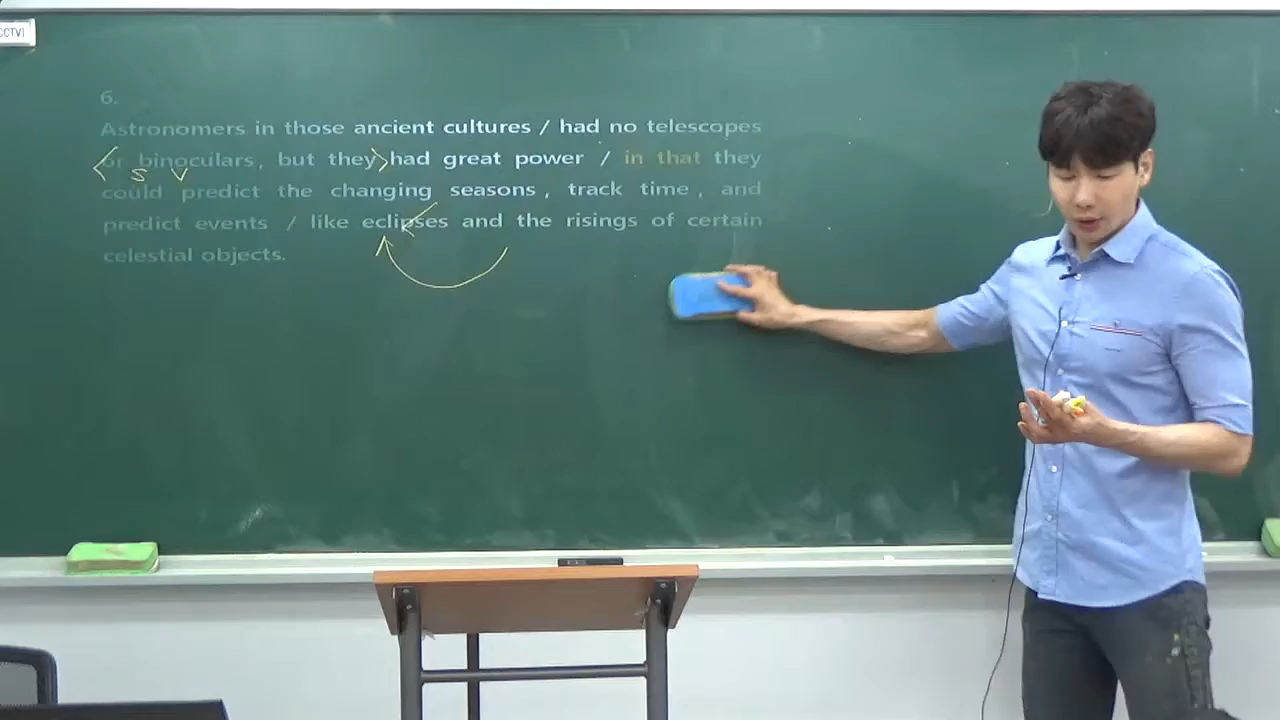 CCTV
6.
Astronomers in those ancient cultures / had no telescopes
or binoculars, but they had great power / in that they
S V
could predict the changing seasons, track time, and
predict events / like eclipses and the risings of certain
celestial objects.